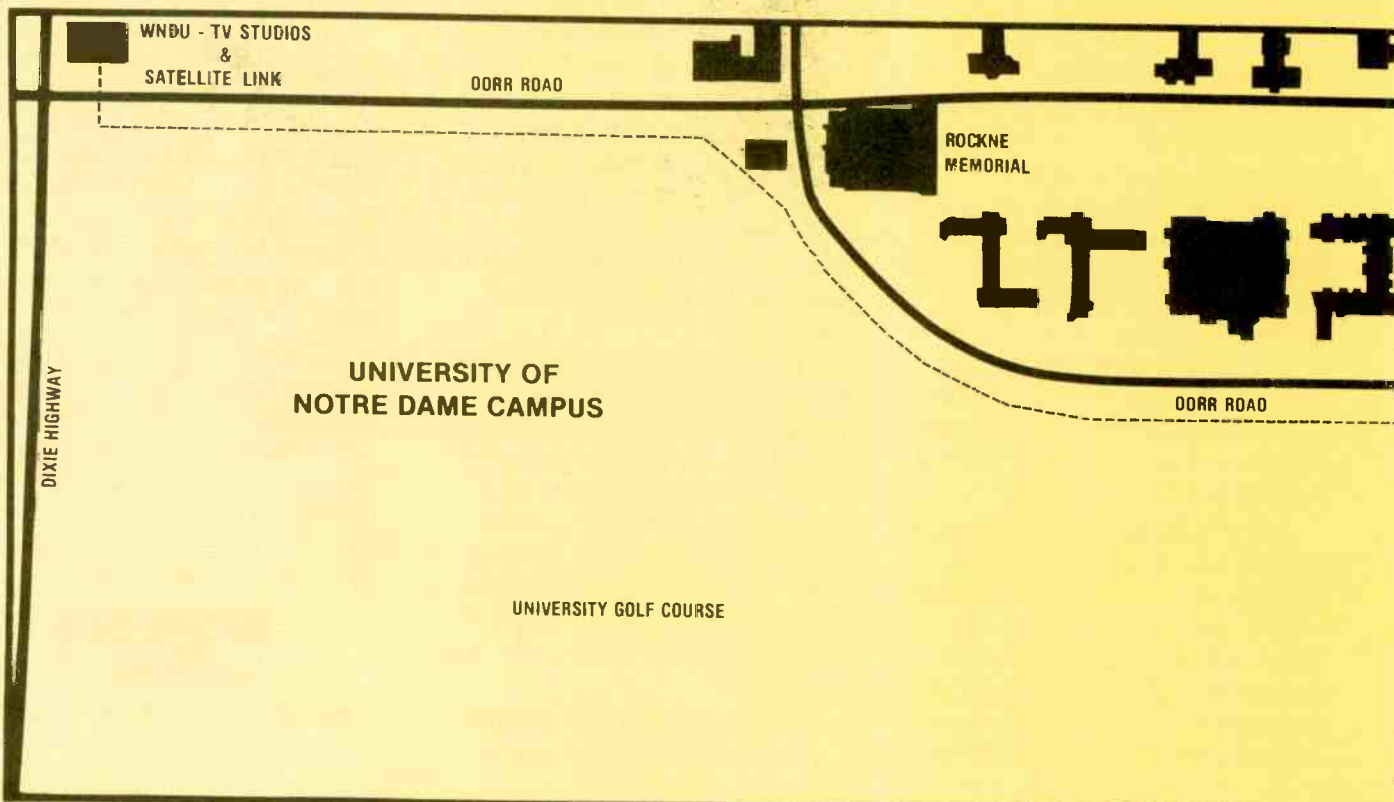 WNDU - TV STUDIOS
&
SATELLITE LINK
DORR ROAD
ROCKNE
MEMORIAL
UNIVERSITY OF
NOTRE DAME CAMPUS
DIXIE HIGHWAY
DORR ROAD
UNIVERSITY GOLF COURSE